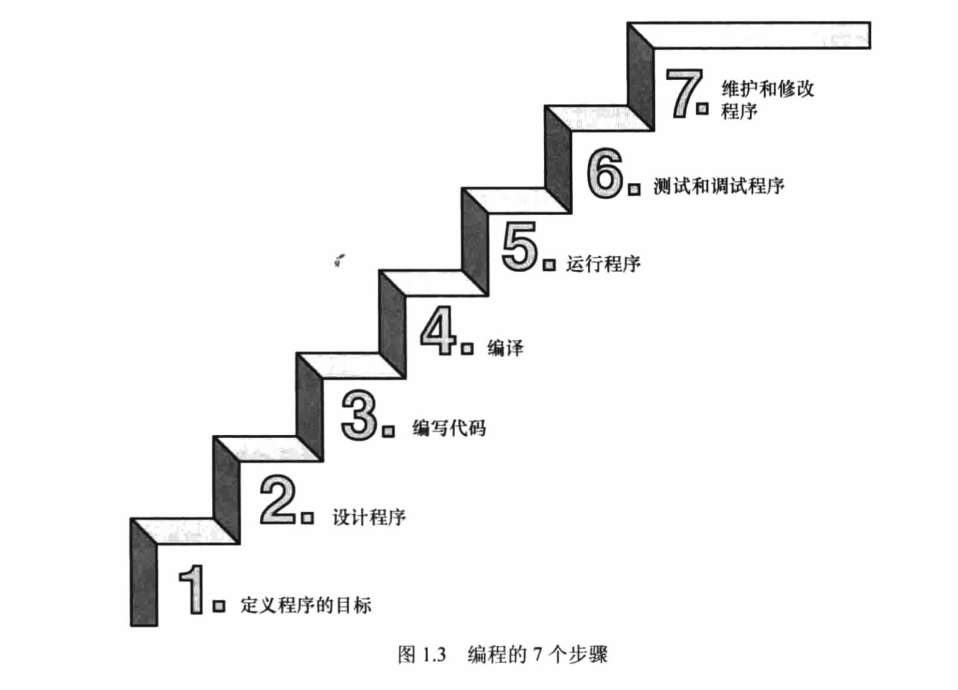 7. 维护和修改
程序
6. 测试和调试程序
5. 运行程序
4. 编译
3. 编写代码
2. 设计程序
1. 定义程序的目标
图 1.3 编程的 7 个步骤